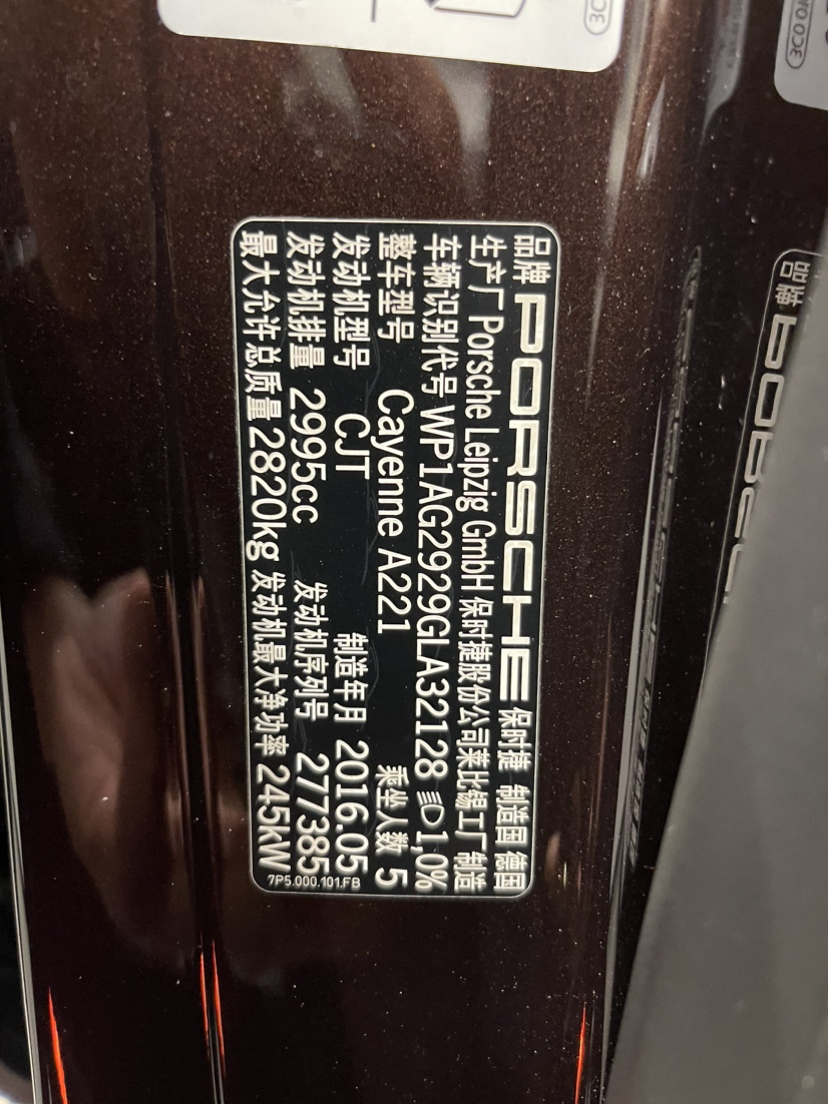 品牌 PORSCHE 保时捷 制造国 德国
生产厂 Porsche Leipzig GmbH 保时捷股份公司莱比锡工厂 制造
车辆识别代号 WP1AG2929GLA32128 1,0%
整车型号 Cayenne A221 乘坐人数 5
发动机型号 CJT 制造年月 2016.05
发动机排量 2995cc 发动机序列号 277385
最大允许总质量 2820kg 发动机最大净功率 245kW
7P5.000.101.FB